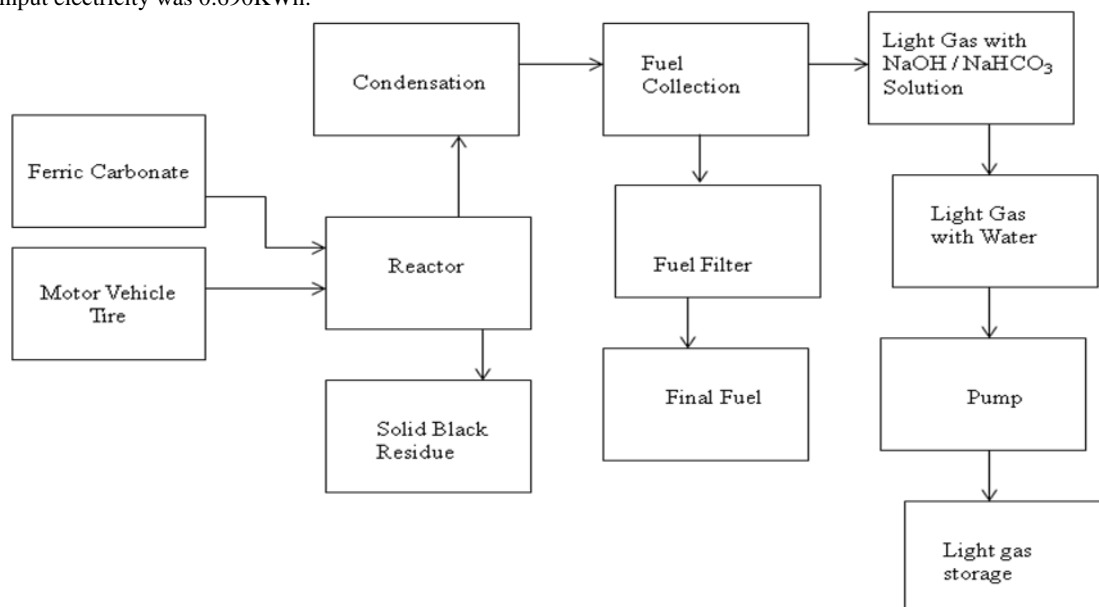 input electricity was 0.890KWh.
Condensation
Fuel
Collection
Light Gas with
NaOH / NaHCO₃
Solution
Ferric Carbonate
Motor Vehicle
Tire
Reactor
Fuel Filter
Light Gas
with Water
Solid Black
Residue
Final Fuel
Pump
Light gas
storage